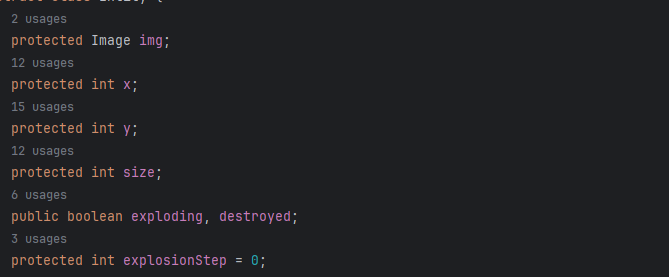 2 usages
protected Image img;
12 usages
protected int x;
15 usages
protected int y;
12 usages
protected int size;
6 usages
public boolean exploding, destroyed;
3 usages
protected int explosionStep = 0;